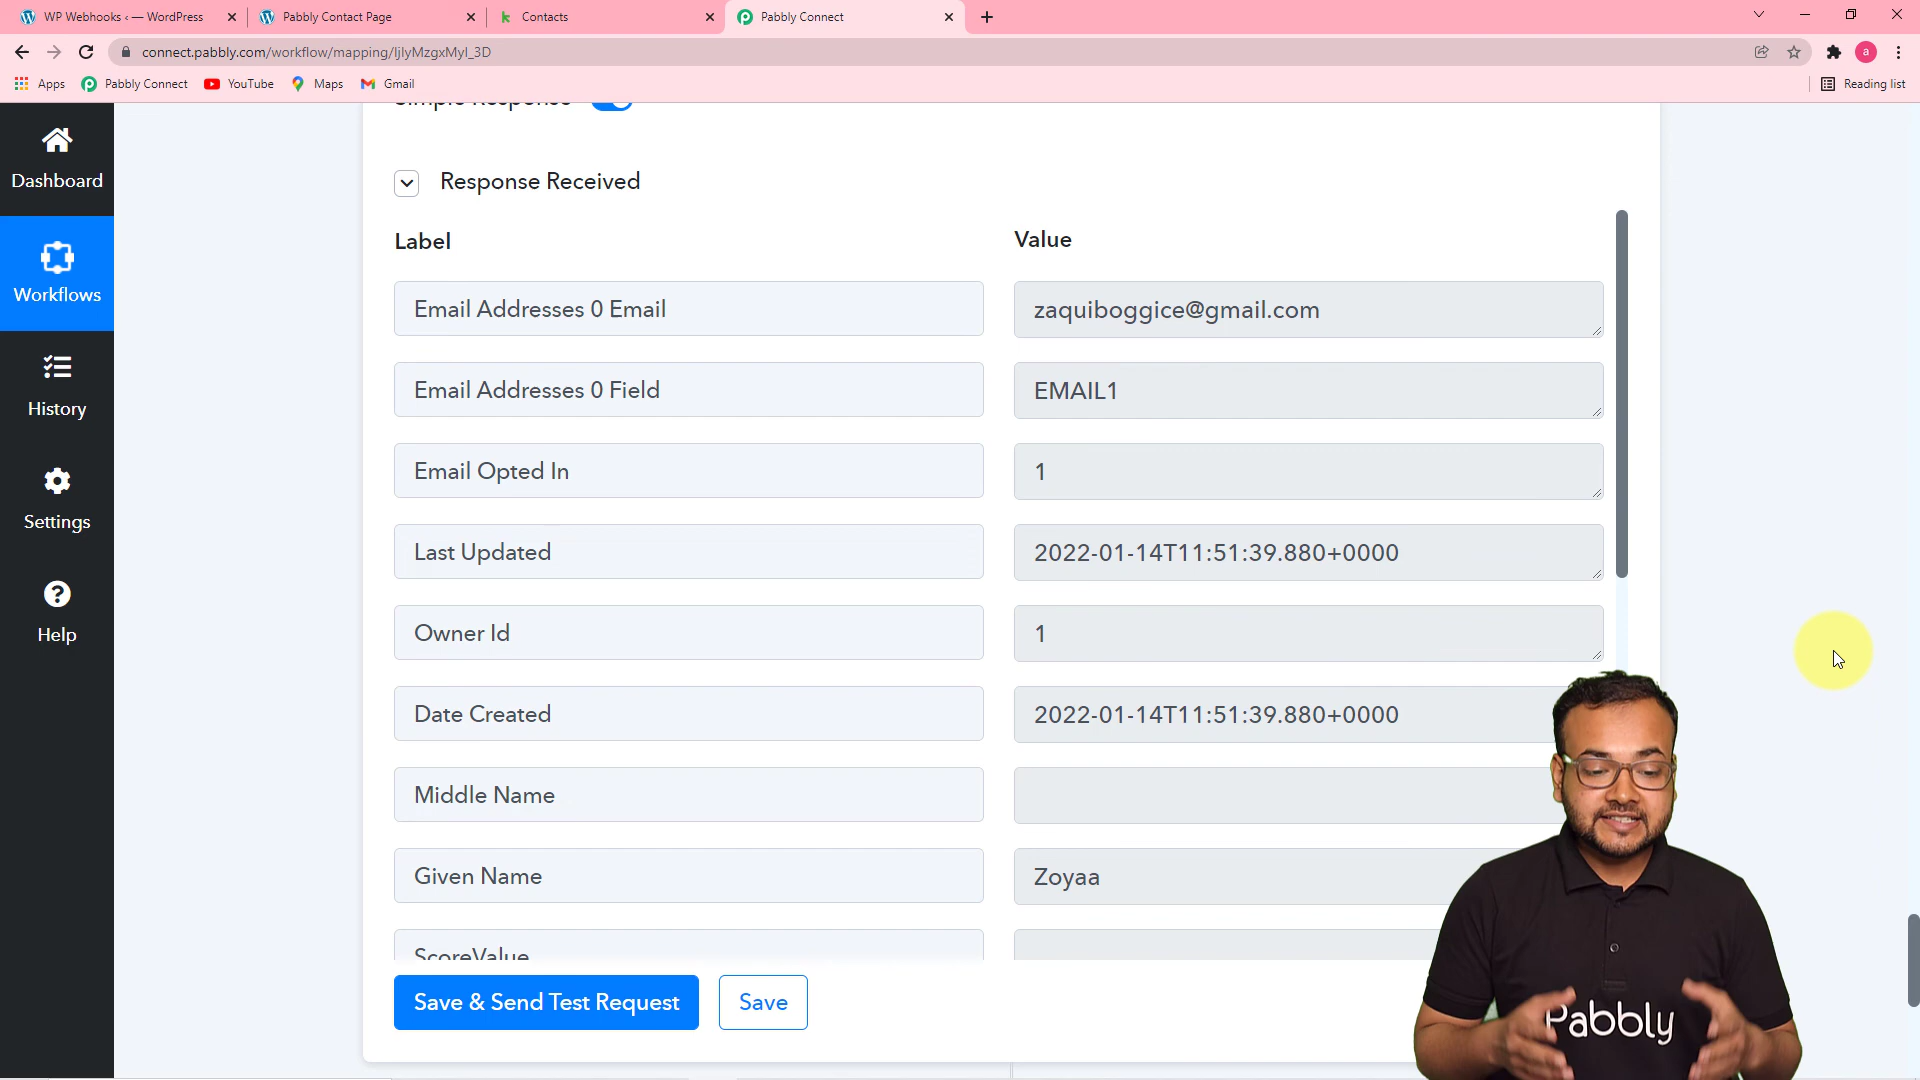 WP Webhooks ‹ — WordPress
Pabbly Contact Page
Contacts
Pabbly Connect
connect.pabbly.com/workflow/mapping/IjIyMzgxMyI_3D
a
Apps
Pabbly Connect
YouTube
Maps
Gmail
Reading list
Dashboard
Workflows
History
Settings
Help
Simple Response
Response Received
Label
Value
Email Addresses 0 Email
zaquiboggice@gmail.com
Email Addresses 0 Field
EMAIL1
Email Opted In
1
Last Updated
2022-01-14T11:51:39.880+0000
Owner Id
1
Date Created
2022-01-14T11:51:39.880+0000
Middle Name
Given Name
Zoyaa
ScoreValue
Save & Send Test Request
Save
Pabbly